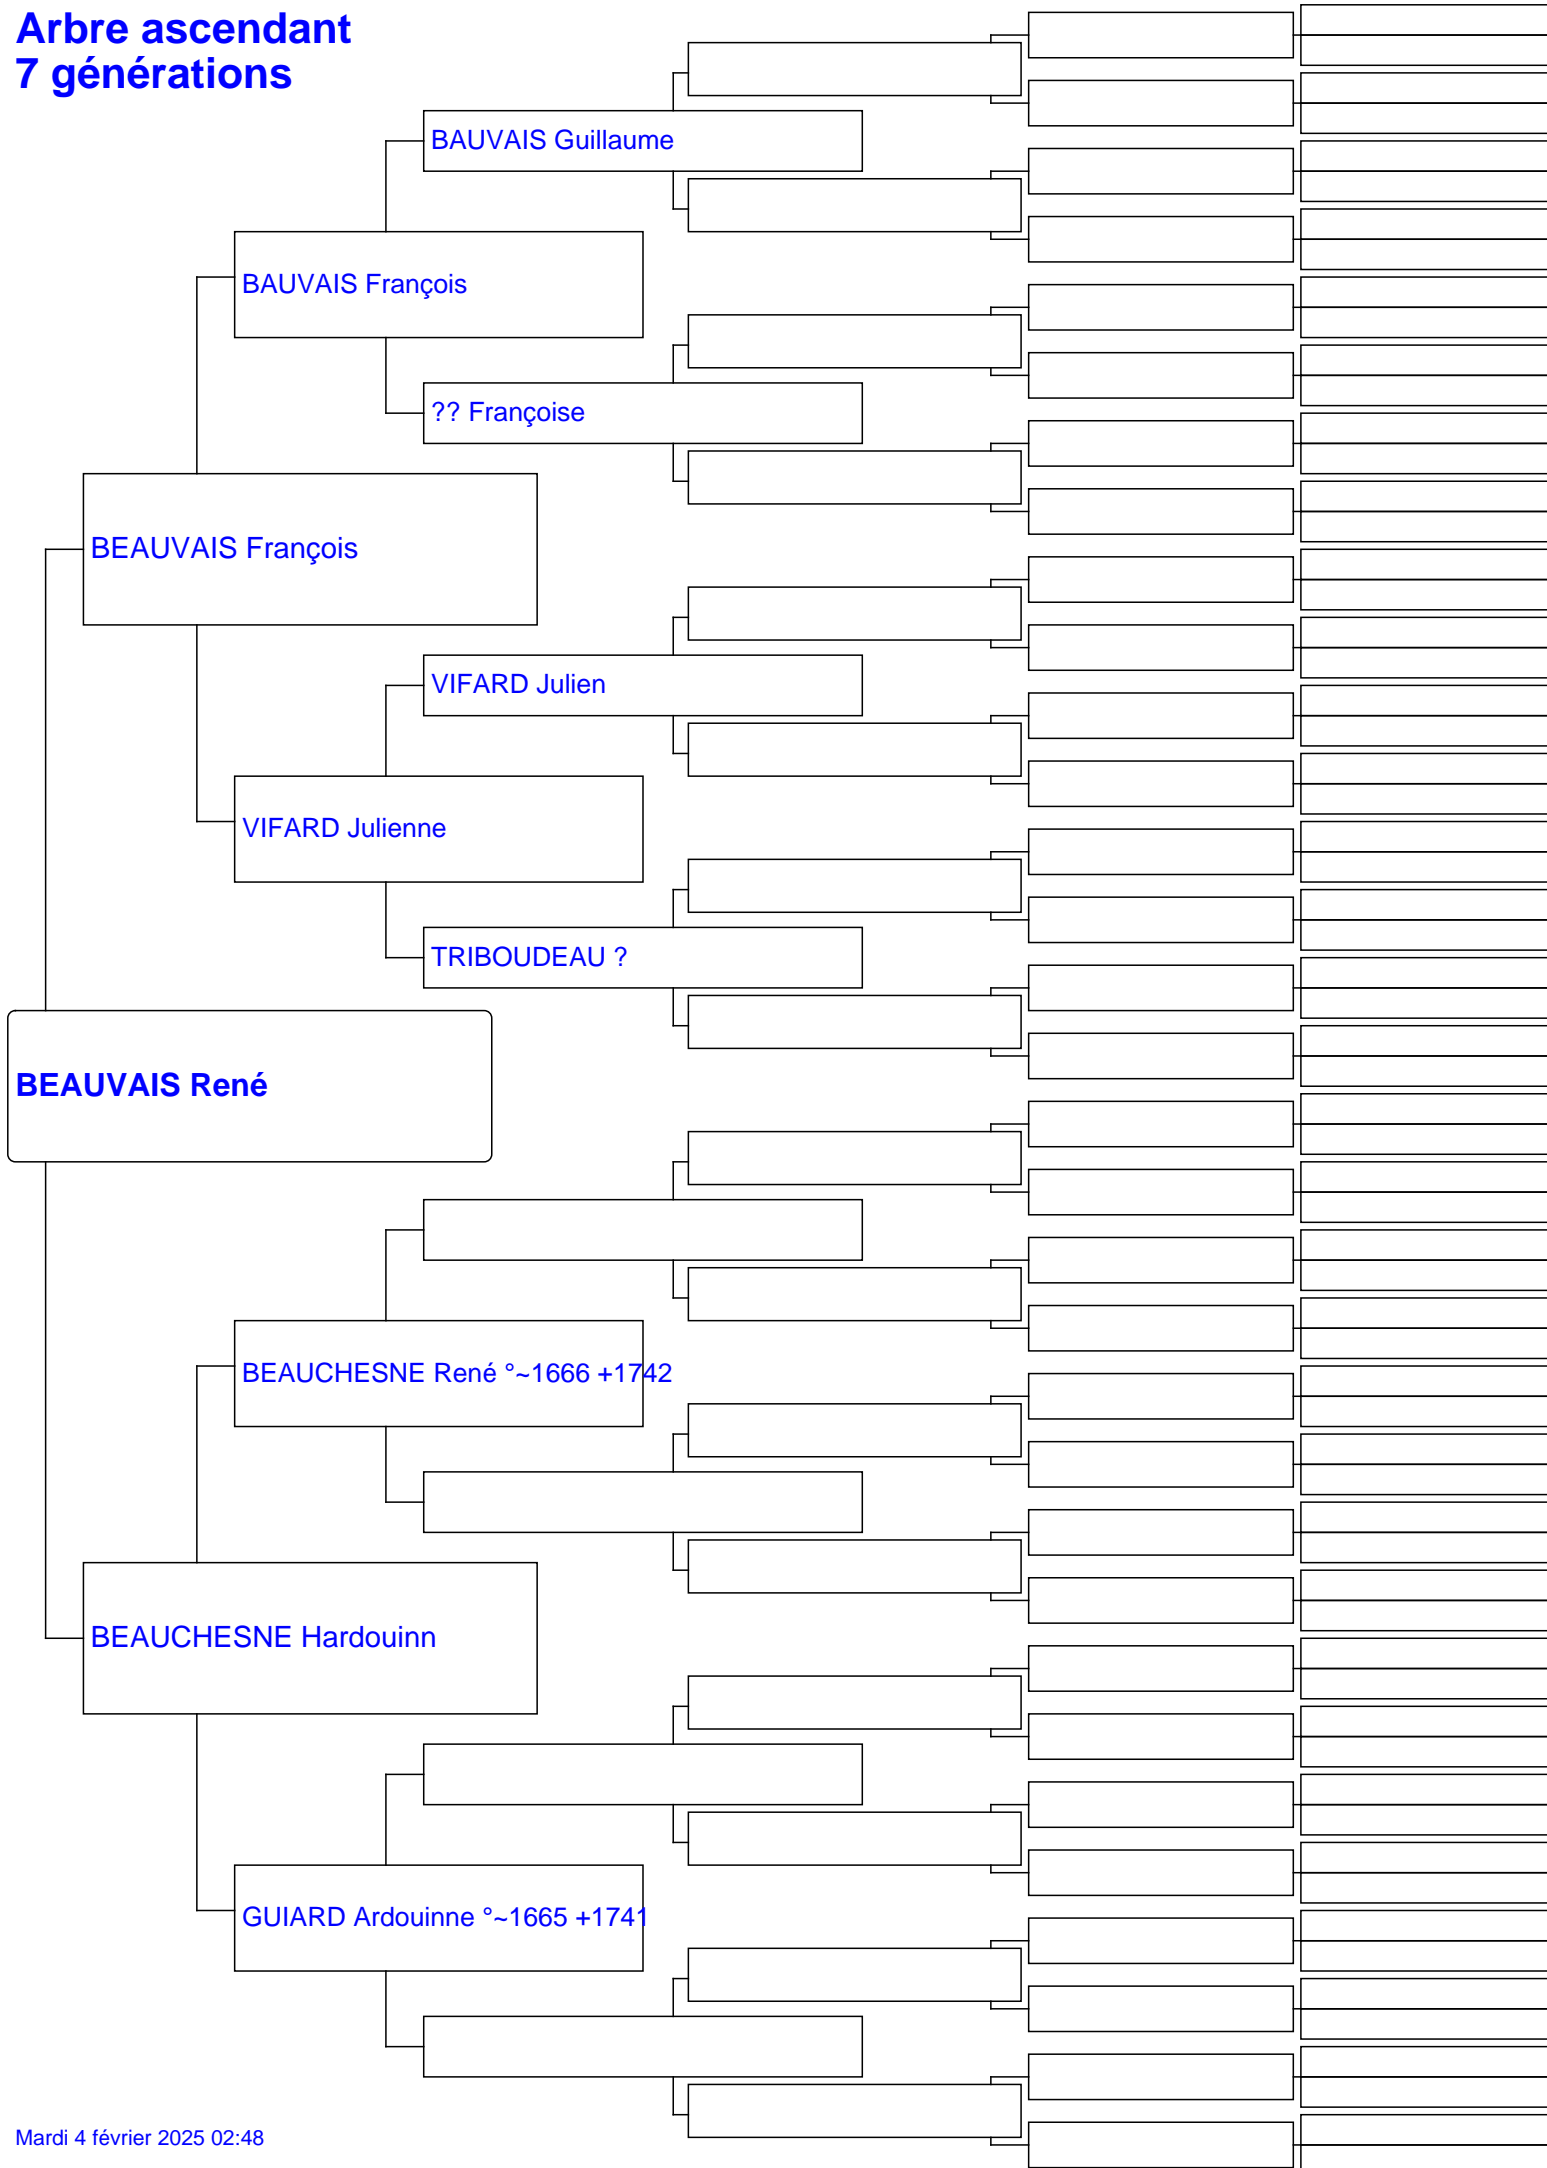 Arbre ascendant
7 générations
BAUVAIS Guillaume
BAUVAIS François
?? Françoise
BEAUVAIS François
VIFARD Julien
VIFARD Julienne
TRIBOUDEAU ?
BEAUVAIS René
BEAUCHESNE René °~1666 +1742
BEAUCHESNE Hardouinn
GUIARD Ardouinne °~1665 +1741
Mardi 4 février 2025 02:48